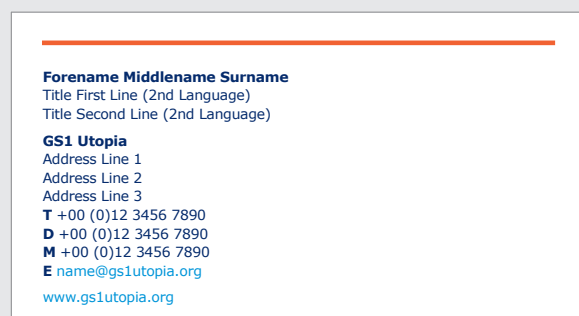 Forename Middlename Surname
Title First Line (2nd Language)
Title Second Line (2nd Language)
GS1 Utopia
Address Line 1
Address Line 2
Address Line 3
T +00 (0)12 3456 7890
D +00 (0)12 3456 7890
M +00 (0)12 3456 7890
E name@gs1utopia.org
www.gs1utopia.org